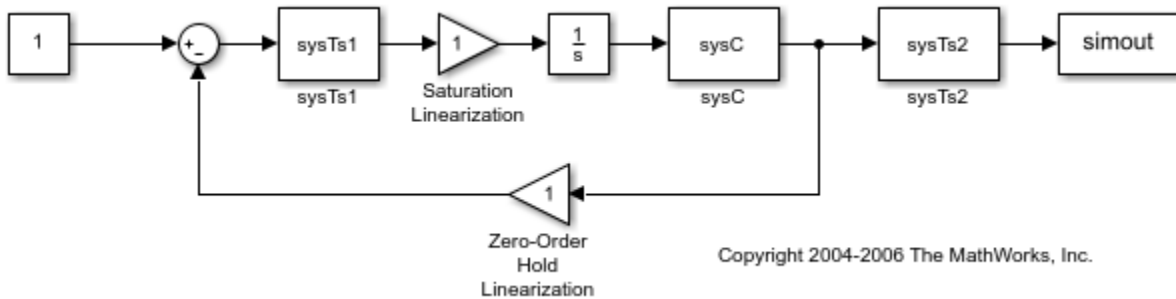 1
+
−
sysTs1
sysTs1
1
Saturation
Linearization
1
s
sysC
sysC
sysTs2
sysTs2
simout
1
Zero-Order
Hold
Linearization
Copyright 2004-2006 The MathWorks, Inc.